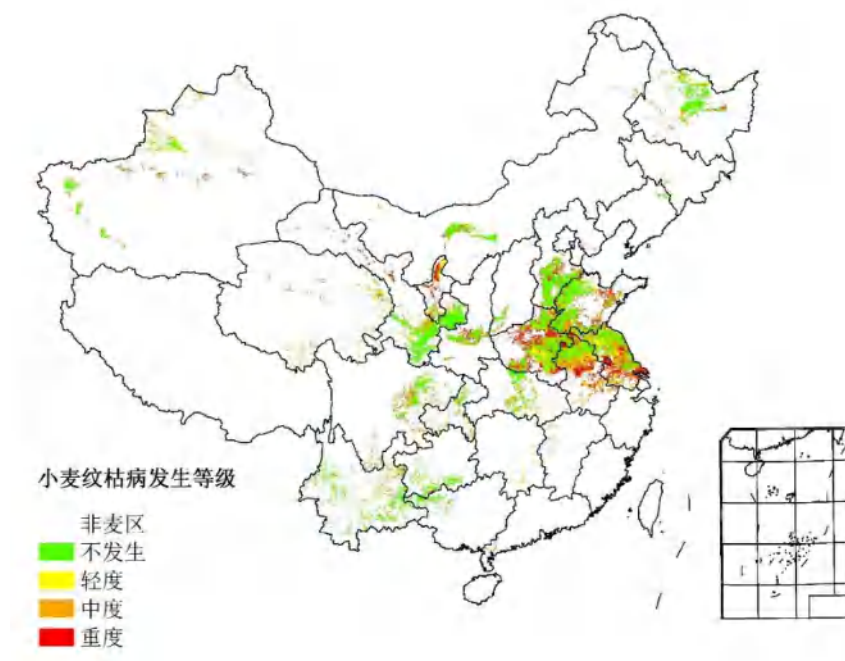 小麦纹枯病发生等级
非麦区
不发生
轻度
中度
重度